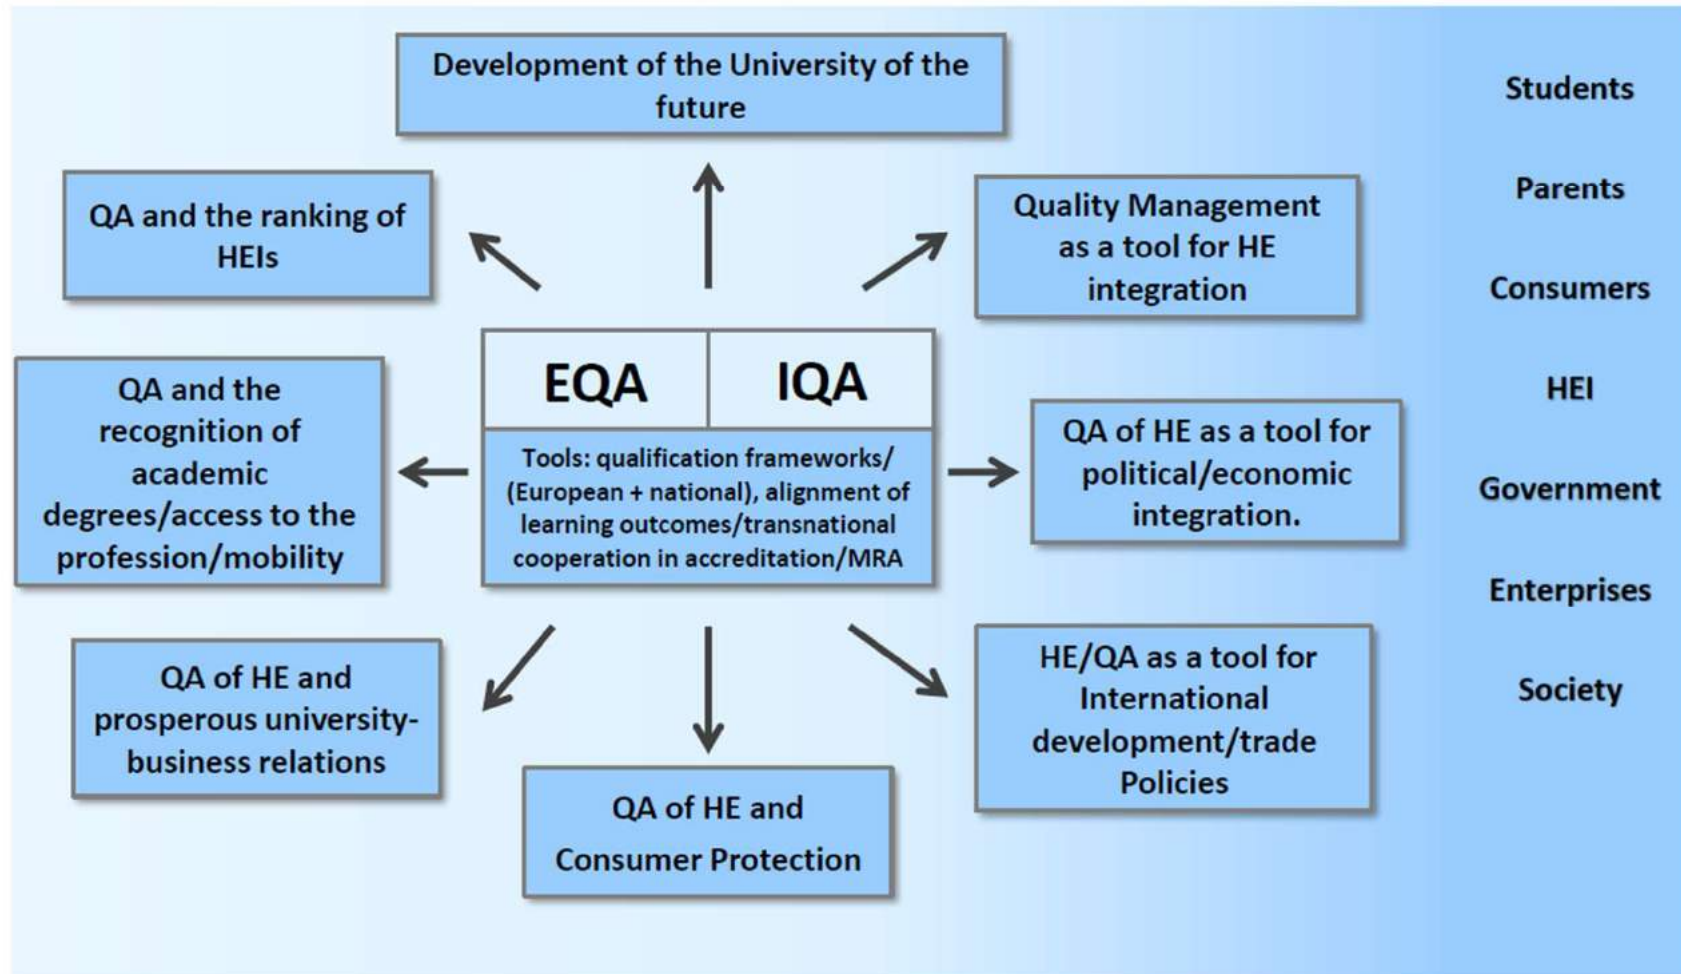 Development of the University of the
future
QA and the ranking of
HEIs
Quality Management
as a tool for HE
integration
EQA
IQA
Tools: qualification frameworks/
(European + national), alignment of
learning outcomes/transnational
cooperation in accreditation/MRA
QA and the
recognition of
academic
degrees/access to the
profession/mobility
QA of HE as a tool for
political/economic
integration.
QA of HE and
prosperous university-
business relations
QA of HE and
Consumer Protection
HE/QA as a tool for
International
development/trade
Policies
Students
Parents
Consumers
HEI
Government
Enterprises
Society